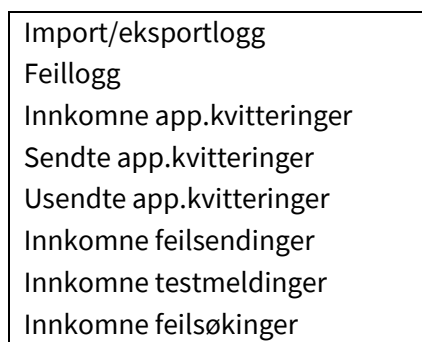 Import/eksportlogg
Feillogg
Innkomne app.kvitteringer
Sendte app.kvitteringer
Usendte app.kvitteringer
Innkomne feilsendinger
Innkomne testmeldinger
Innkomne feilsøkinger